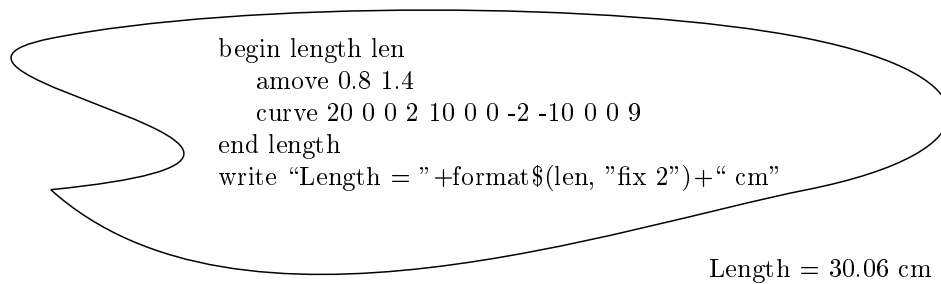 begin length len
amove 0.8 1.4
curve 20 0 0 2 10 0 0 -2 -10 0 0 9
end length
write “Length = ”+format$(len, ”fix 2”)+“ cm”
Length = 30.06 cm